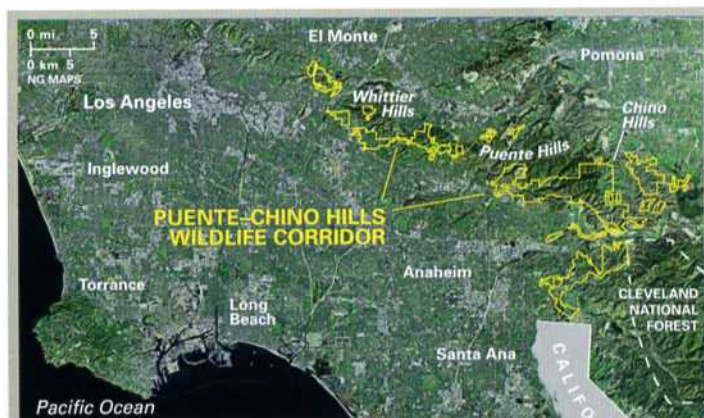 0 mi. 5
0 km 5
NG MAPS
El Monte
Pomona
Los Angeles
Whittier
Hills
Chino
Hills
Puente Hills
Inglewood
PUENTE–CHINO HILLS
WILDLIFE CORRIDOR
Anaheim
Torrance
Long
Beach
CLEVELAND
NATIONAL
FOREST
Santa Ana
CALIFO
Pacific Ocean